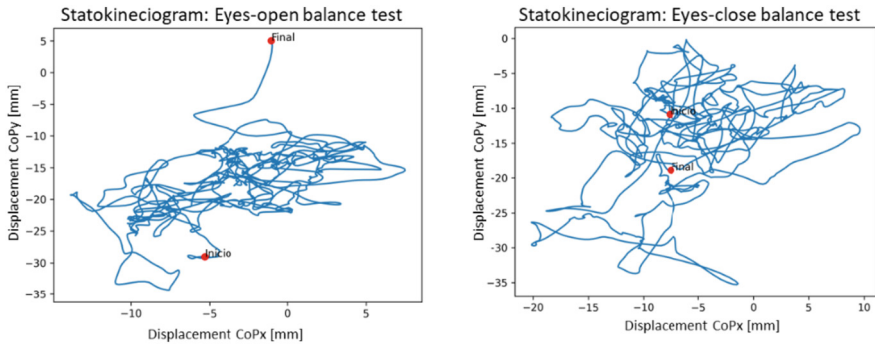 Statokineciogram: Eyes-open balance test
5
0
−5
−10
−15
−20
−25
−30
−35
−10
−5
0
5
Displacement CoPy [mm]
Displacement CoPx [mm]
Final
Inicio
Statokineciogram: Eyes-close balance test
0
−5
−10
−15
−20
−25
−30
−35
−20
−15
−10
−5
0
5
10
Displacement CoPy [mm]
Displacement CoPx [mm]
Inicio
Final